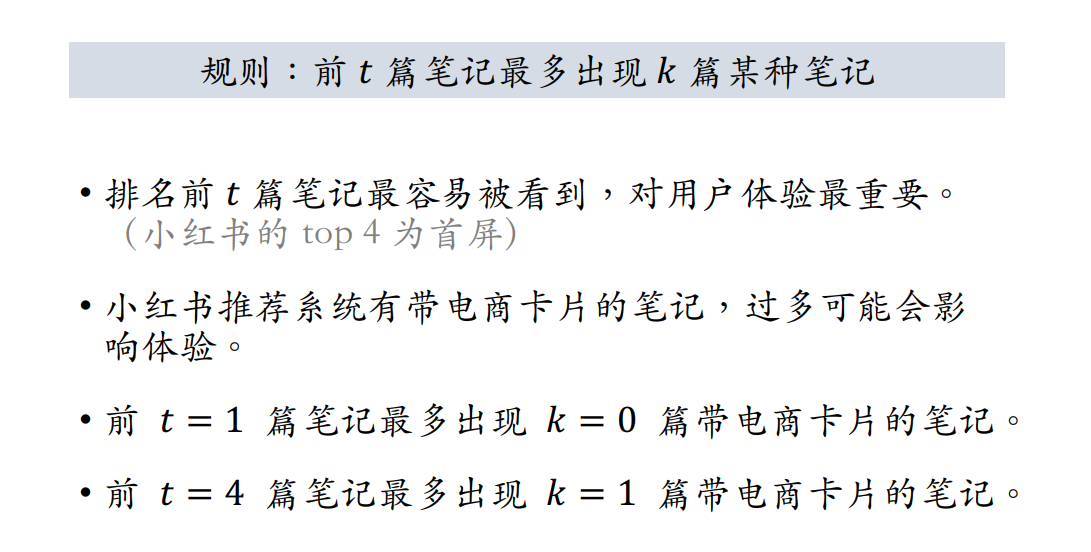 规则：前 t 篇笔记最多出现 k 篇某种笔记
• 排名前 t 篇笔记最容易被看到，对用户体验最重要。
（小红书的 top 4 为首屏）
• 小红书推荐系统有带电商卡片的笔记，过多可能会影
响体验。
• 前 t = 1 篇笔记最多出现 k = 0 篇带电商卡片的笔记。
• 前 t = 4 篇笔记最多出现 k = 1 篇带电商卡片的笔记。